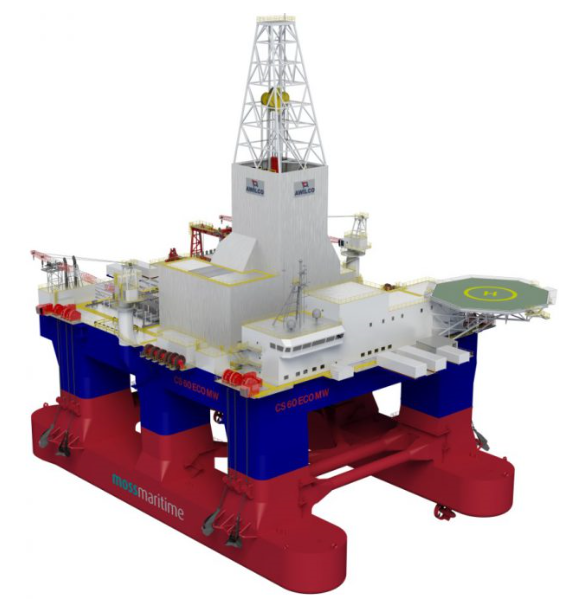 AWILCO AWILCO
H
CS 60 ECO MW CS 60 ECO MW
mossmaritime